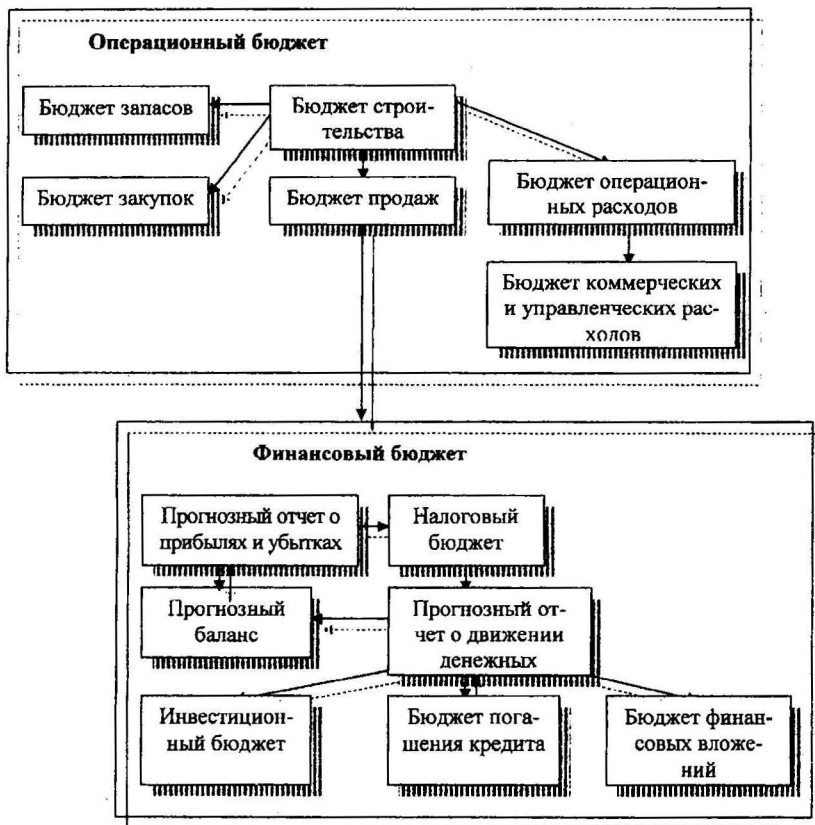 Операционный бюджет
Бюджет запасов
Бюджет строи-
тельства
Бюджет закупок
Бюджет продаж
Бюджет операцион-
ных расходов
Бюджет коммерческих
и управленческих рас-
ходов
Финансовый бюджет
Прогнозный отчет о
прибылях и убытках
Налоговый
бюджет
Прогнозный
баланс
Прогнозный от-
чет о движении
денежных
Инвестицион-
ный бюджет
Бюджет пога-
шения кредита
Бюджет финан-
совых вложе-
ний